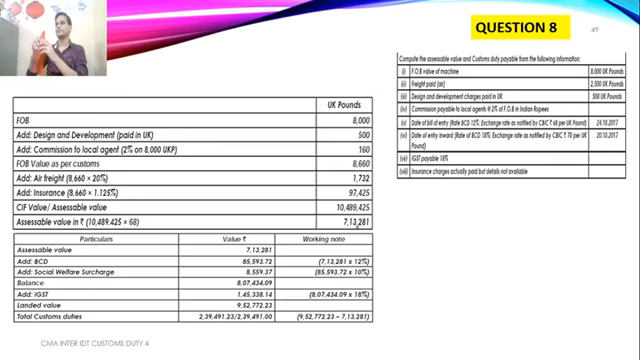 QUESTION 8
49
Compute the assessable value and Customs duty payable from the following information:
(i) F.O.B value of machine 8,000 UK Pounds
(ii) Freight paid (air) 2,500 UK Pounds
(iii) Design and development charges paid in UK 500 UK Pounds
(iv) Commission payable to local agents @ 2% of F.O.B in Indian Rupees
(v) Date of bill of entry (Rate BCD 12%; Exchange rate as notified by CBIC ₹ 68 per UK Pound) 24.10.2017
(vi) Date of entry inward (Rate of BCD 18%; Exchange rate as notified by CBIC ₹ 70 per UK Pound) 20.10.2017
(vii) IGST payable 18%
(viii) Insurance charges actually paid but details not available
UK Pounds
FOB 8,000
Add: Design and Development (paid in UK) 500
Add: Commission to local agent (2% on 8,000 UKP) 160
FOB Value as per customs 8,660
Add: Air freight (8,660 × 20%) 1,732
Add: Insurance (8,660 × 1.125%) 97,425
CIF Value/ Assessable value 10,489,425
Assessable value in ₹ (10,489.425 × 68) 7,13,281
Particulars Value ₹ Working note
Assessable value 7,13,281
Add: BCD 85,593.72 (7,13,281 x 12%)
Add: Social Welfare Surcharge 8,559.37 (85,593.72 x 10%)
Balance 8,07,434.09
Add: IGST 1,45,338.14 (8,07,434.09 x 18%)
Landed value 9,52,772.23
Total Customs duties 2,39,491.23/2,39,491.00 (9,52,772.23 – 7,13,281)
CMA INTER IDT CUSTOMS DUTY 4